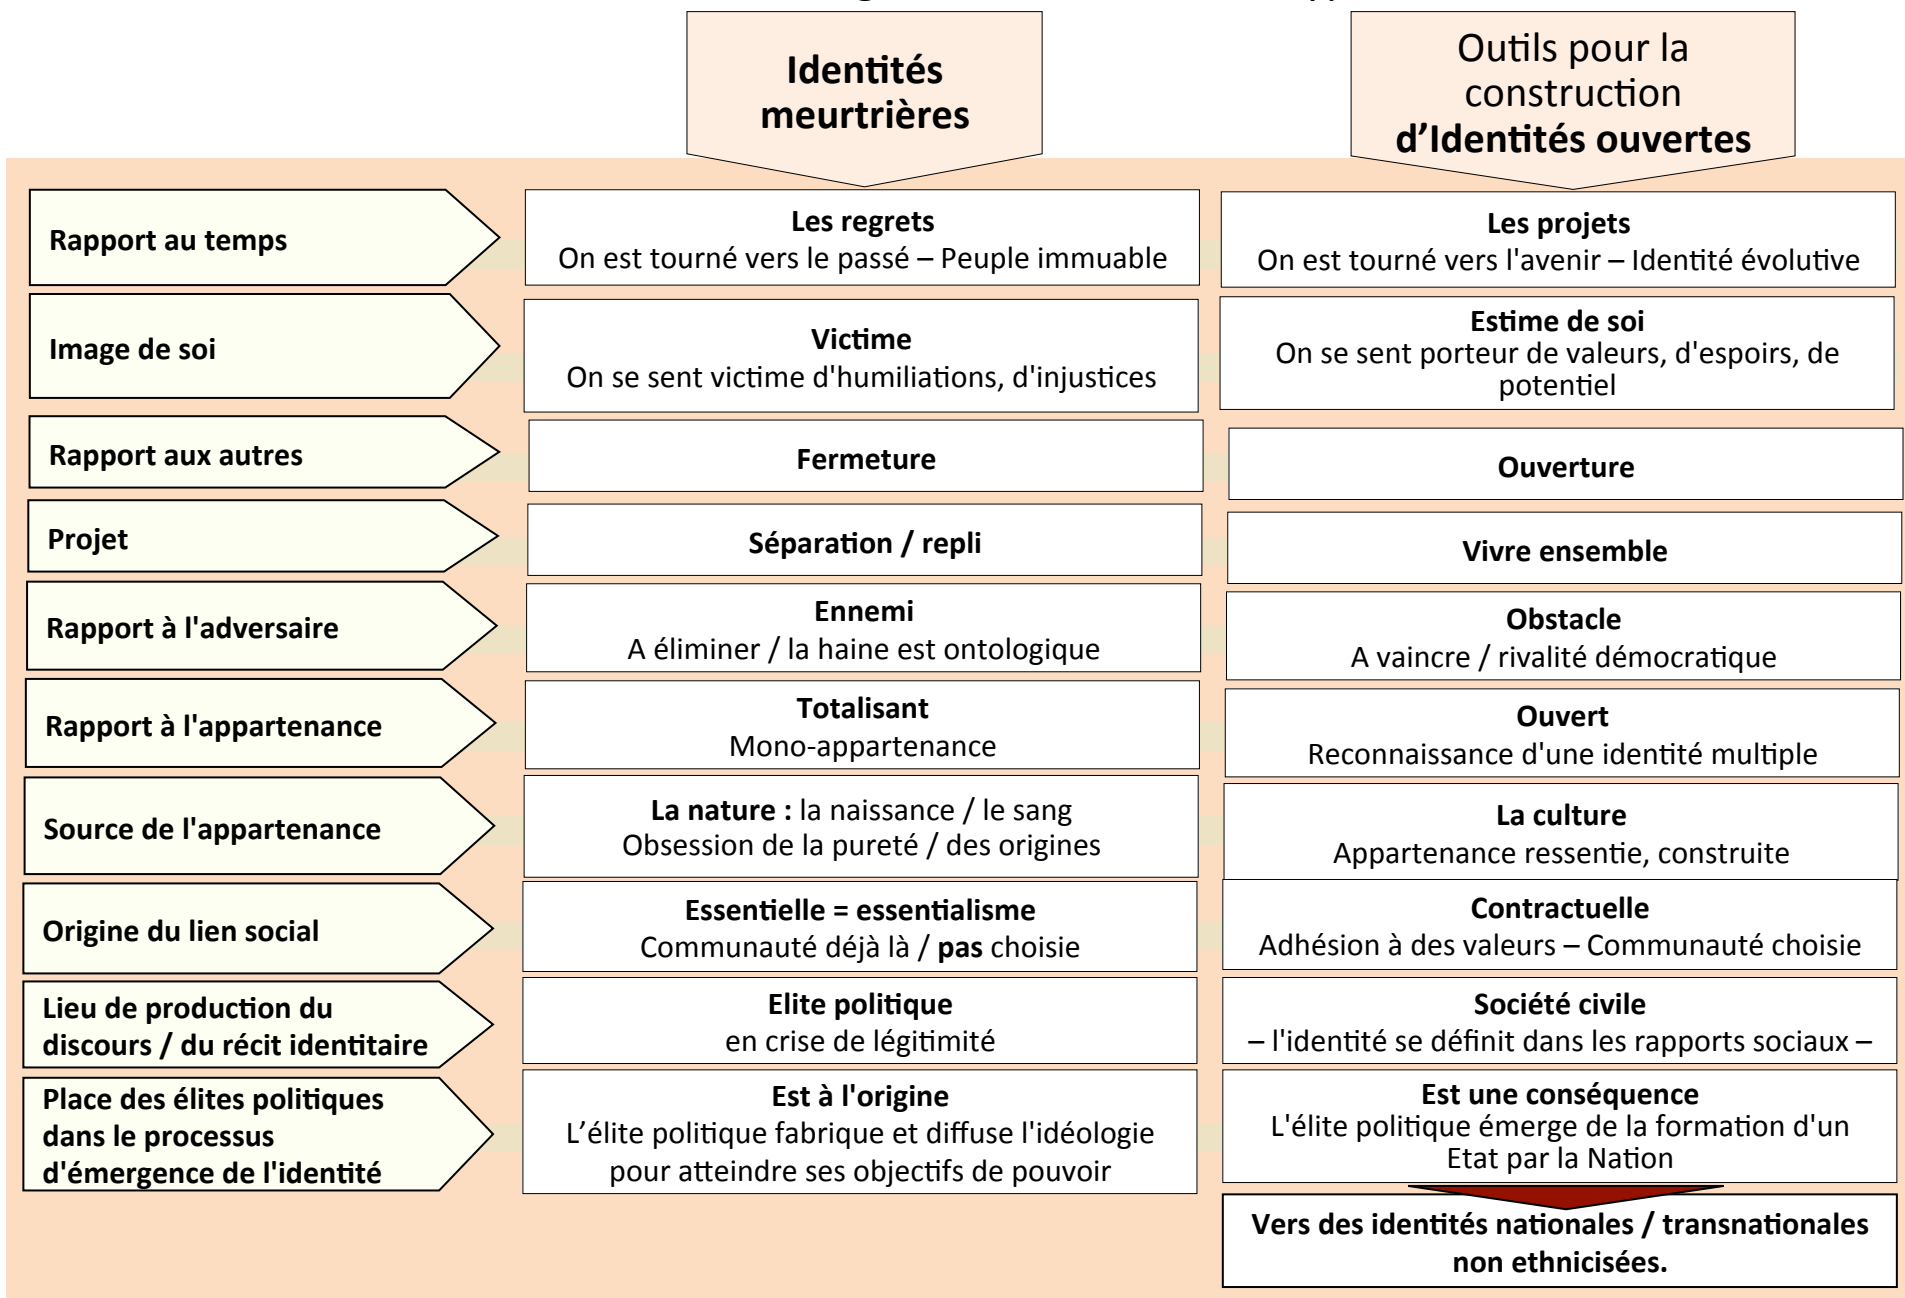 Identités
meurtrières
Outils pour la
construction
d’Identités ouvertes
Rapport au temps
Les regrets
On est tourné vers le passé – Peuple immuable
Les projets
On est tourné vers l'avenir – Identité évolutive
Image de soi
Victime
On se sent victime d'humiliations, d'injustices
Estime de soi
On se sent porteur de valeurs, d'espoirs, de
potentiel
Rapport aux autres
Fermeture
Ouverture
Projet
Séparation / repli
Vivre ensemble
Rapport à l'adversaire
Ennemi
A éliminer / la haine est ontologique
Obstacle
A vaincre / rivalité démocratique
Rapport à l'appartenance
Totalisant
Mono-appartenance
Ouvert
Reconnaissance d'une identité multiple
Source de l'appartenance
La nature : la naissance / le sang
Obsession de la pureté / des origines
La culture
Appartenance ressentie, construite
Origine du lien social
Essentielle = essentialisme
Communauté déjà là / pas choisie
Contractuelle
Adhésion à des valeurs – Communauté choisie
Lieu de production du
discours / du récit identitaire
Elite politique
en crise de légitimité
Société civile
– l'identité se définit dans les rapports sociaux –
Place des élites politiques
dans le processus
d'émergence de l'identité
Est à l'origine
L’élite politique fabrique et diffuse l'idéologie
pour atteindre ses objectifs de pouvoir
Est une conséquence
L'élite politique émerge de la formation d'un
Etat par la Nation
Vers des identités nationales / transnationales
non ethnicisées.